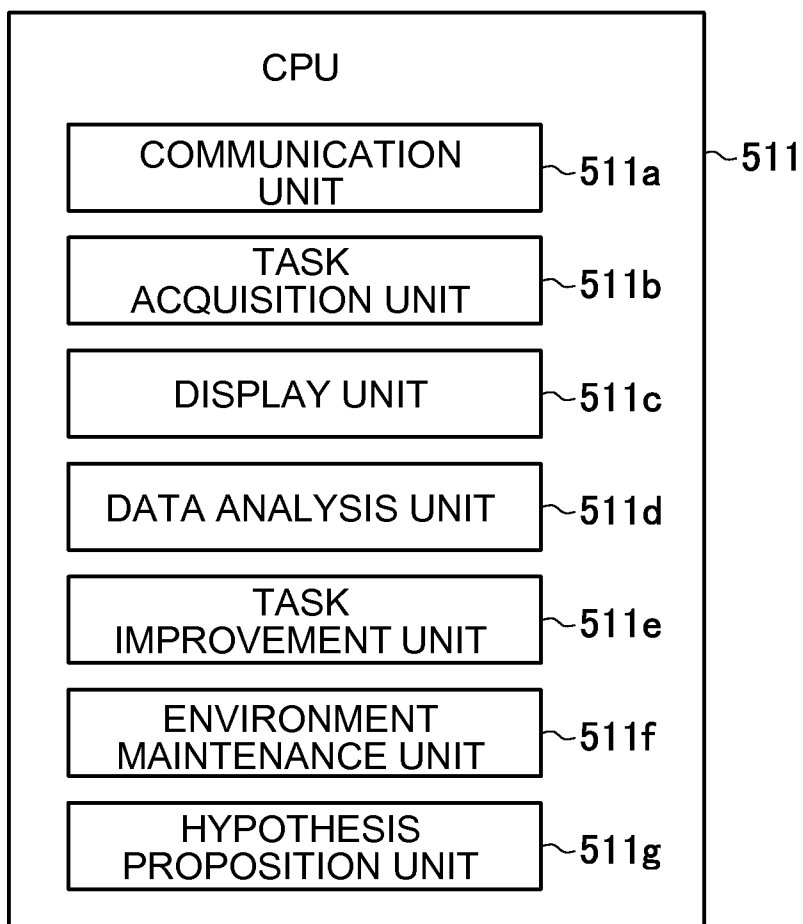 CPU
511
COMMUNICATION
UNIT
511a
TASK
ACQUISITION UNIT
511b
DISPLAY UNIT
511c
DATA ANALYSIS UNIT
511d
TASK
IMPROVEMENT UNIT
511e
ENVIRONMENT
MAINTENANCE UNIT
511f
HYPOTHESIS
PROPOSITION UNIT
511g